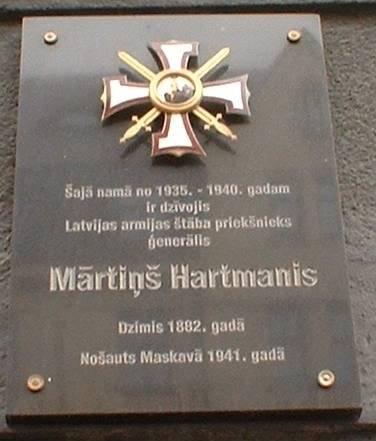 Šajā namā no 1935. - 1940. gadam
ir dzīvojis
Latvijas armijas štāba priekšnieks
ģenerālis
Mārtiņš Hartmanis
Dzimis 1882. gadā
Nošauts Maskavā 1941. gadā